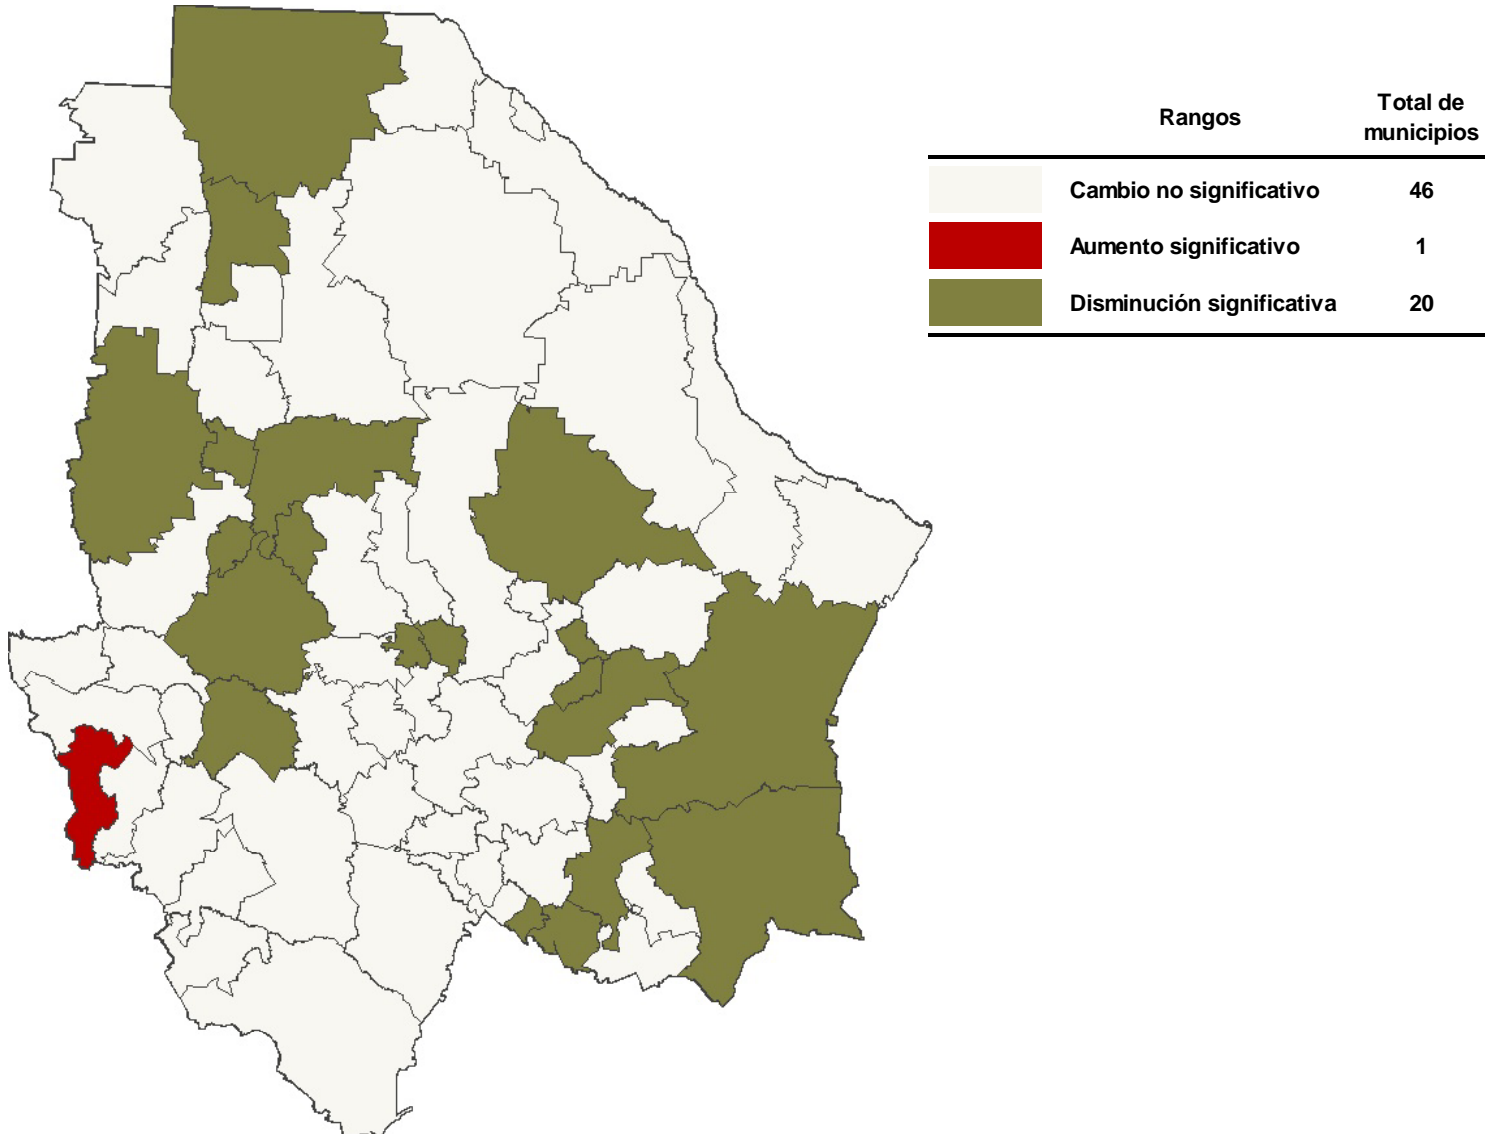 Rangos Total de municipios
Cambio no significativo 46
Aumento significativo 1
Disminución significativa 20